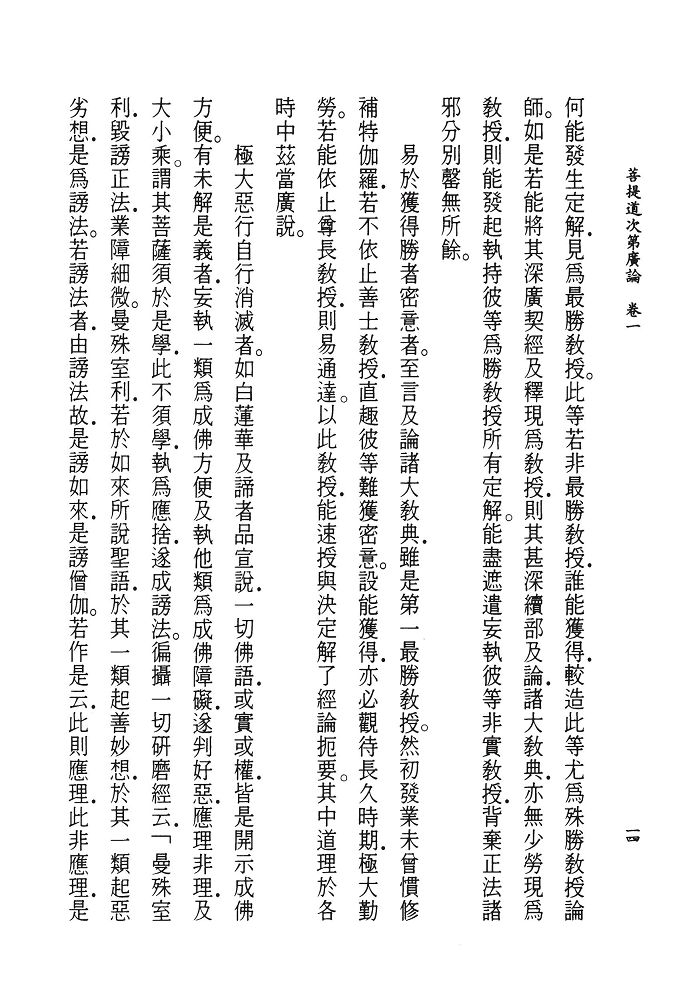 菩提道次第廣論　卷一
一四
何能發生定解．見爲最勝教授。此等若非最勝教授．誰能獲得．較造此等尤爲殊勝教授論
師。如是若能將其深廣契經及釋現爲教授．則其甚深續部及論．諸大教典．亦無少勞現爲
教授．則能發起執持彼等爲勝教授所有定解。能盡遮遣妄執彼等非實教授．背棄正法諸
邪分別罄無所餘。
易於獲得勝者密意者。至言及論諸大教典．雖是第一最勝教授。然初發業未曾慣修
補特伽羅．若不依止善士教授．直趣彼等難獲密意。設能獲得．亦必觀待長久時期．極大勤
勞。若能依止尊長教授．則易通達。以此教授．能速授與決定解了經論扼要。其中道理於各
時中茲當廣說。
極大惡行自行消滅者。如白蓮華及諦者品宣說．一切佛語．或實或權．皆是開示成佛
方便。有未解是義者．妄執一類爲成佛方便及執他類爲成佛障礙．遂判好惡．應理非理．及
大小乘。謂其菩薩須於是學．此不須學．執爲應捨．遂成謗法。徧攝一切研磨經云．「曼殊室
利．毀謗正法．業障細微。曼殊室利．若於如來所說聖語．於其一類起善妙想．於其一類起惡
劣想．是爲謗法。若謗法者．由謗法故．是謗如來．是謗僧伽。若作是云．此則應理．此非應理．是